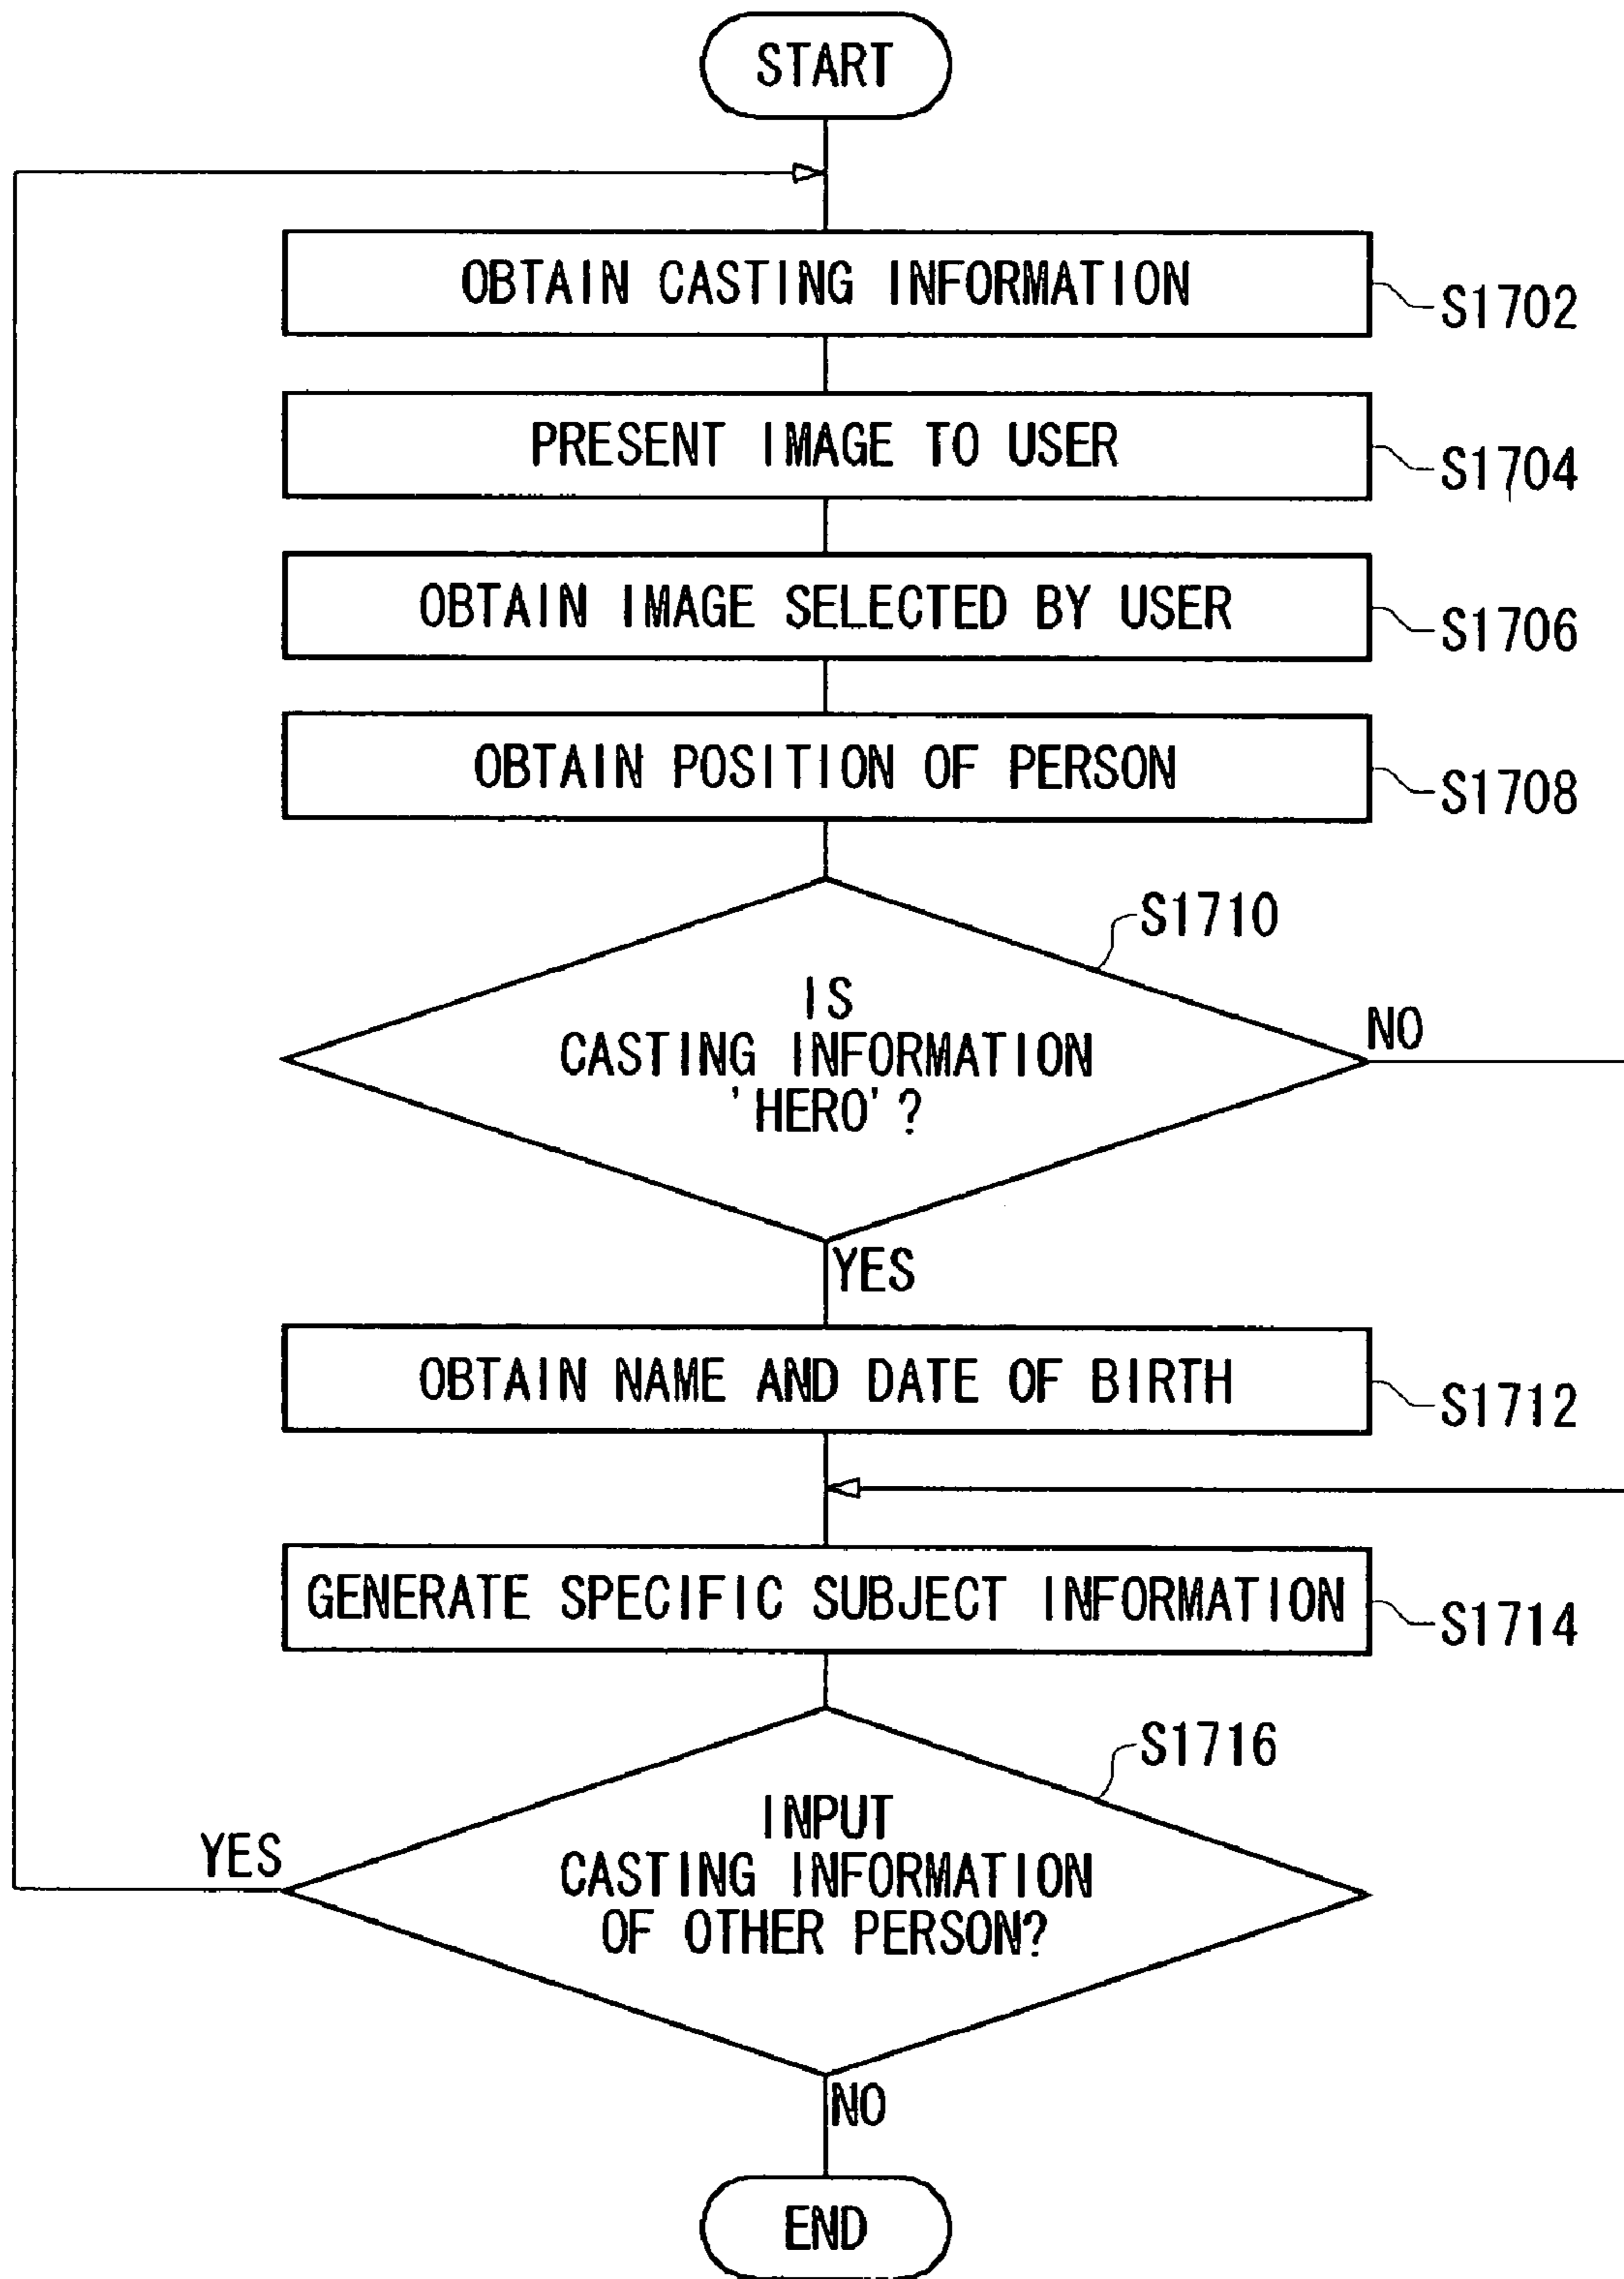 START
OBTAIN CASTING INFORMATION
S1702
PRESENT IMAGE TO USER
S1704
OBTAIN IMAGE SELECTED BY USER
S1706
OBTAIN POSITION OF PERSON
S1708
S1710
IS
CASTING INFORMATION
'HERO'?
NO
YES
OBTAIN NAME AND DATE OF BIRTH
S1712
GENERATE SPECIFIC SUBJECT INFORMATION
S1714
S1716
INPUT
CASTING INFORMATION
OF OTHER PERSON?
YES
NO
END